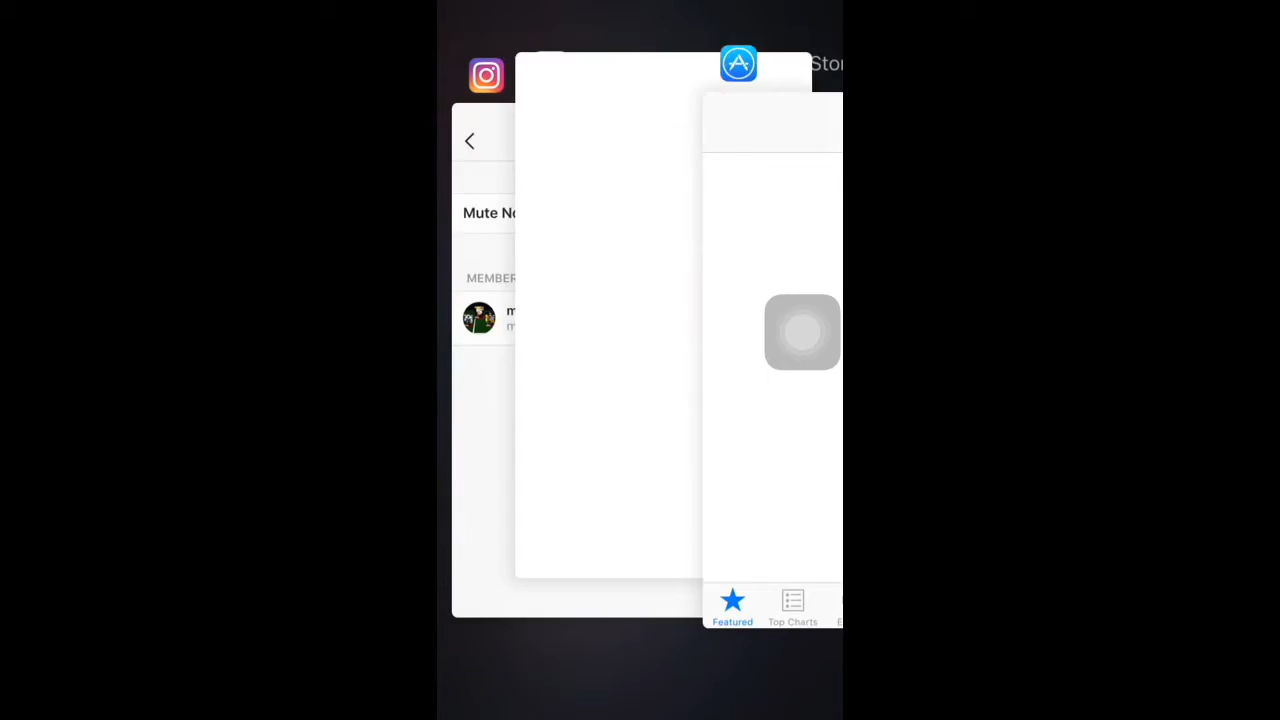 Stor
Mute No
MEMBER
m
m
Featured
Top Charts